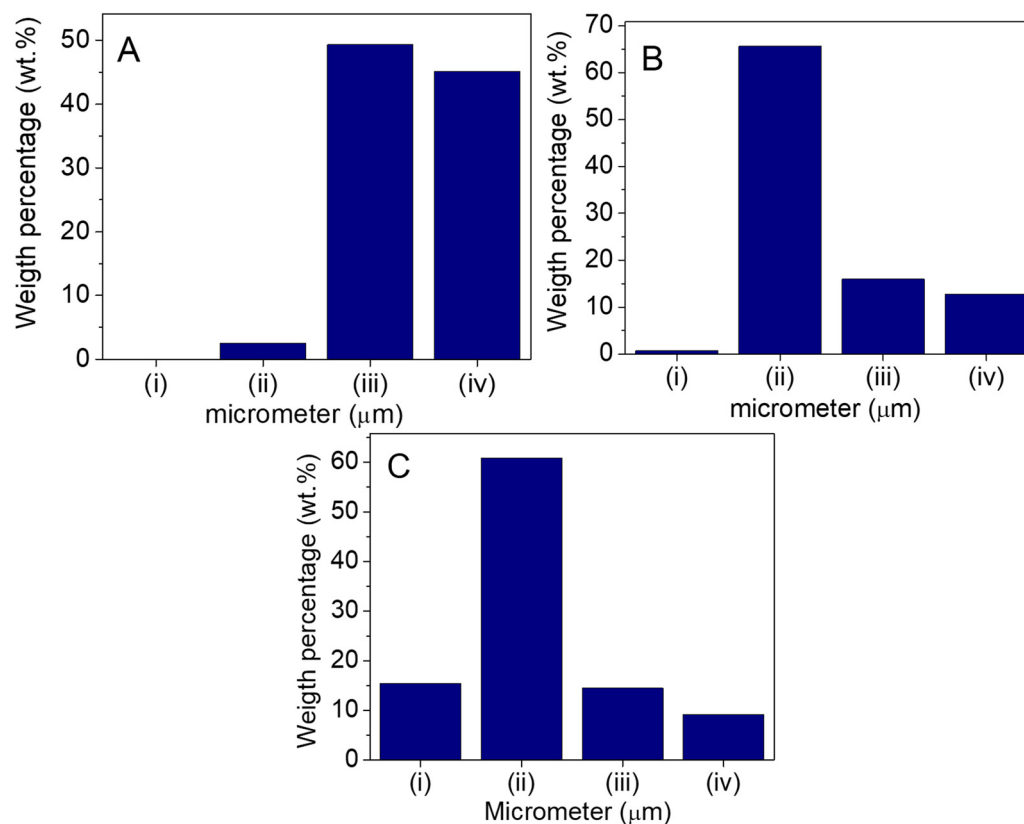 A
Weigth percentage (wt.%)
50
40
30
20
10
0
(i) (ii) (iii) (iv)
micrometer (μm)
B
Weigth percentage (wt.%)
70
60
50
40
30
20
10
0
(i) (ii) (iii) (iv)
micrometer (μm)
C
Weigth percentage (wt.%)
60
50
40
30
20
10
0
(i) (ii) (iii) (iv)
Micrometer (μm)